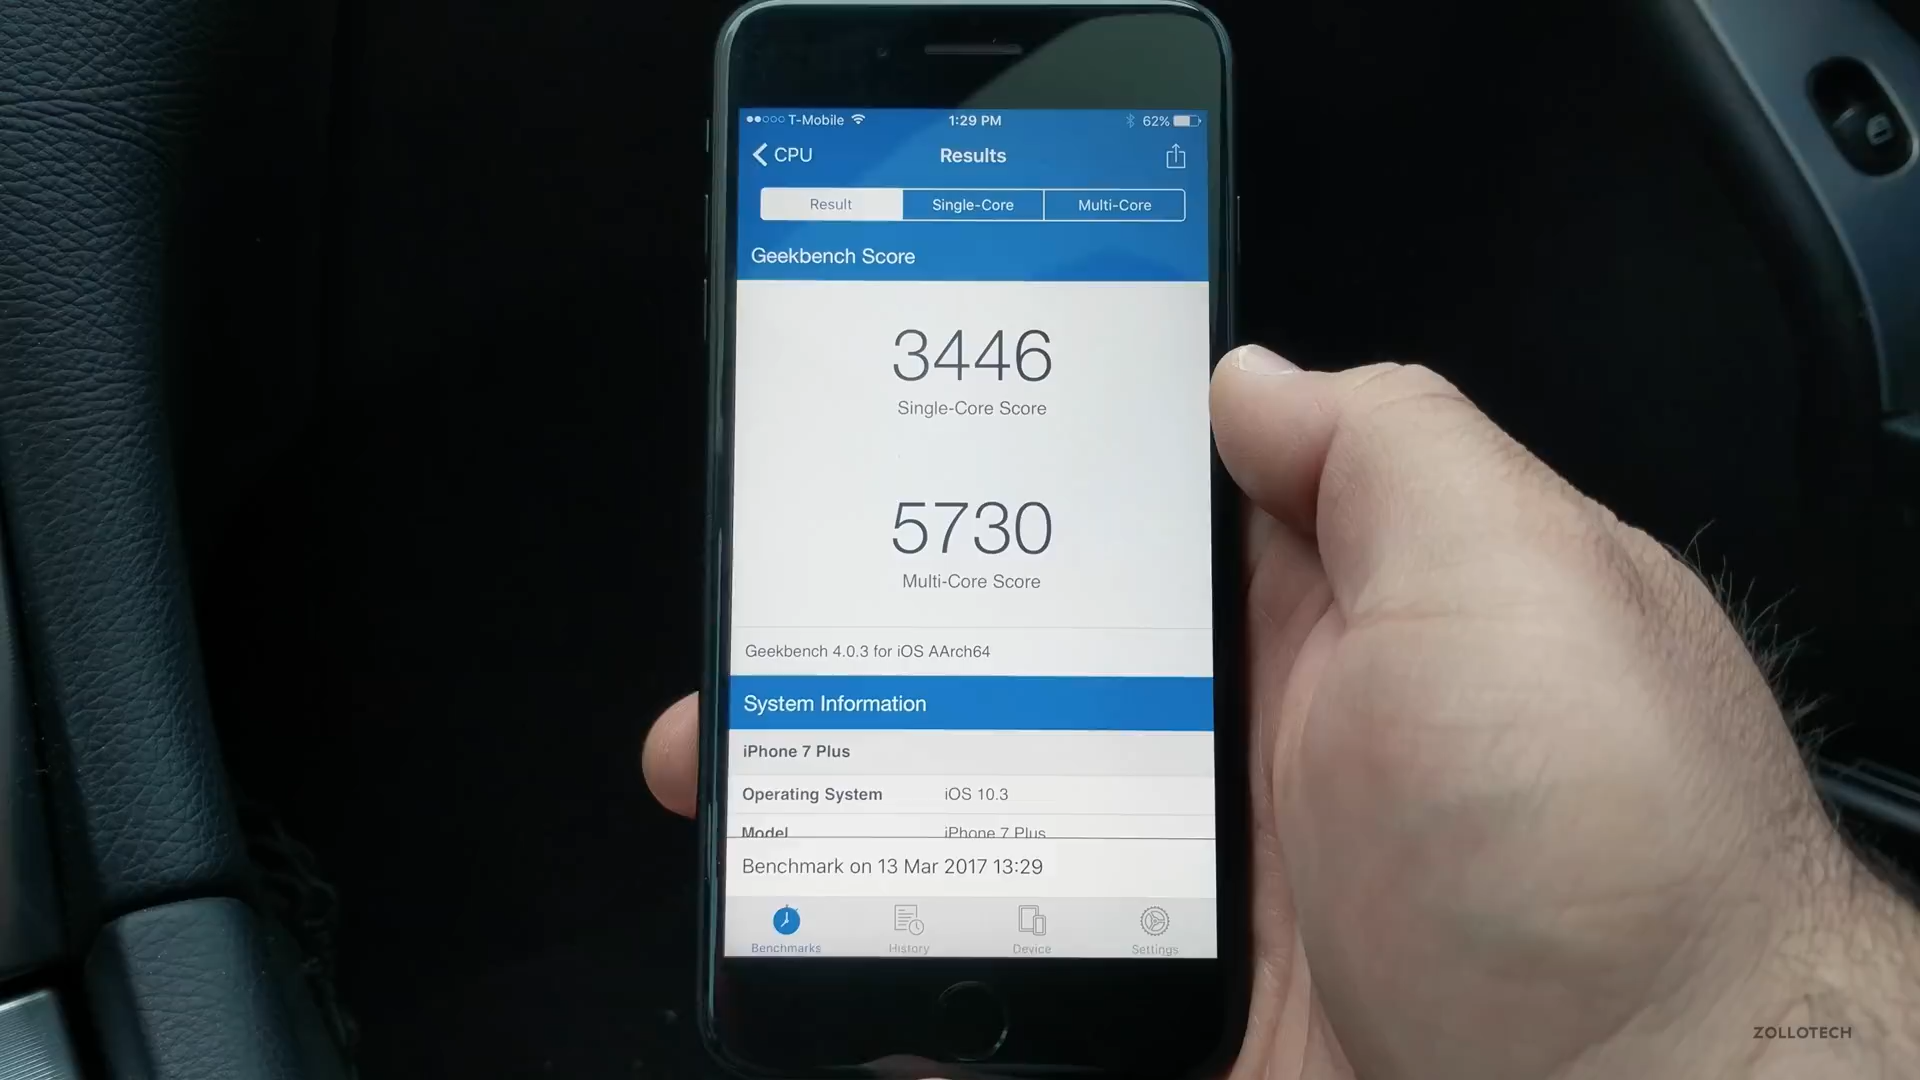 T-Mobile 1:29 PM 62%
CPU Results
Result Single-Core Multi-Core
Geekbench Score
3446
Single-Core Score
5730
Multi-Core Score
Geekbench 4.0.3 for iOS AArch64
System Information
iPhone 7 Plus
Operating System iOS 10.3
Model iPhone 7 Plus
Benchmark on 13 Mar 2017 13:29
Benchmarks History Device Settings
ZOLLOTECH